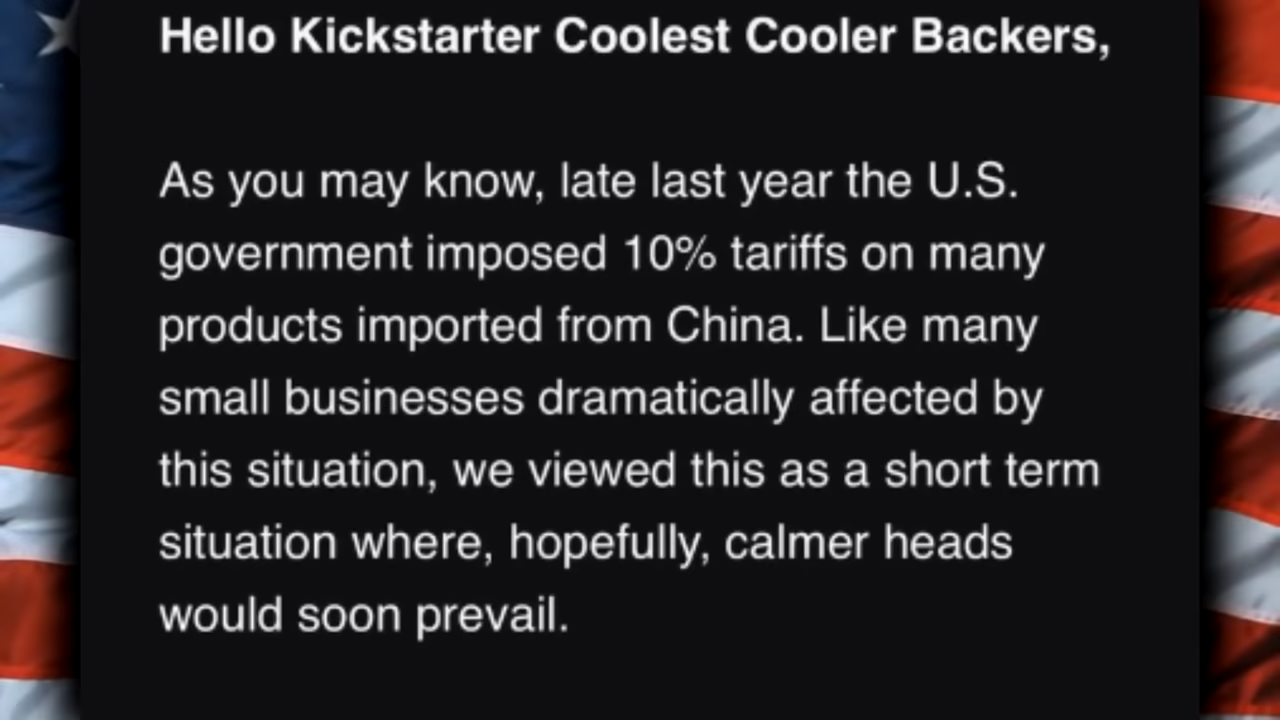 Hello Kickstarter Coolest Cooler Backers,
As you may know, late last year the U.S.
government imposed 10% tariffs on many
products imported from China. Like many
small businesses dramatically affected by
this situation, we viewed this as a short term
situation where, hopefully, calmer heads
would soon prevail.